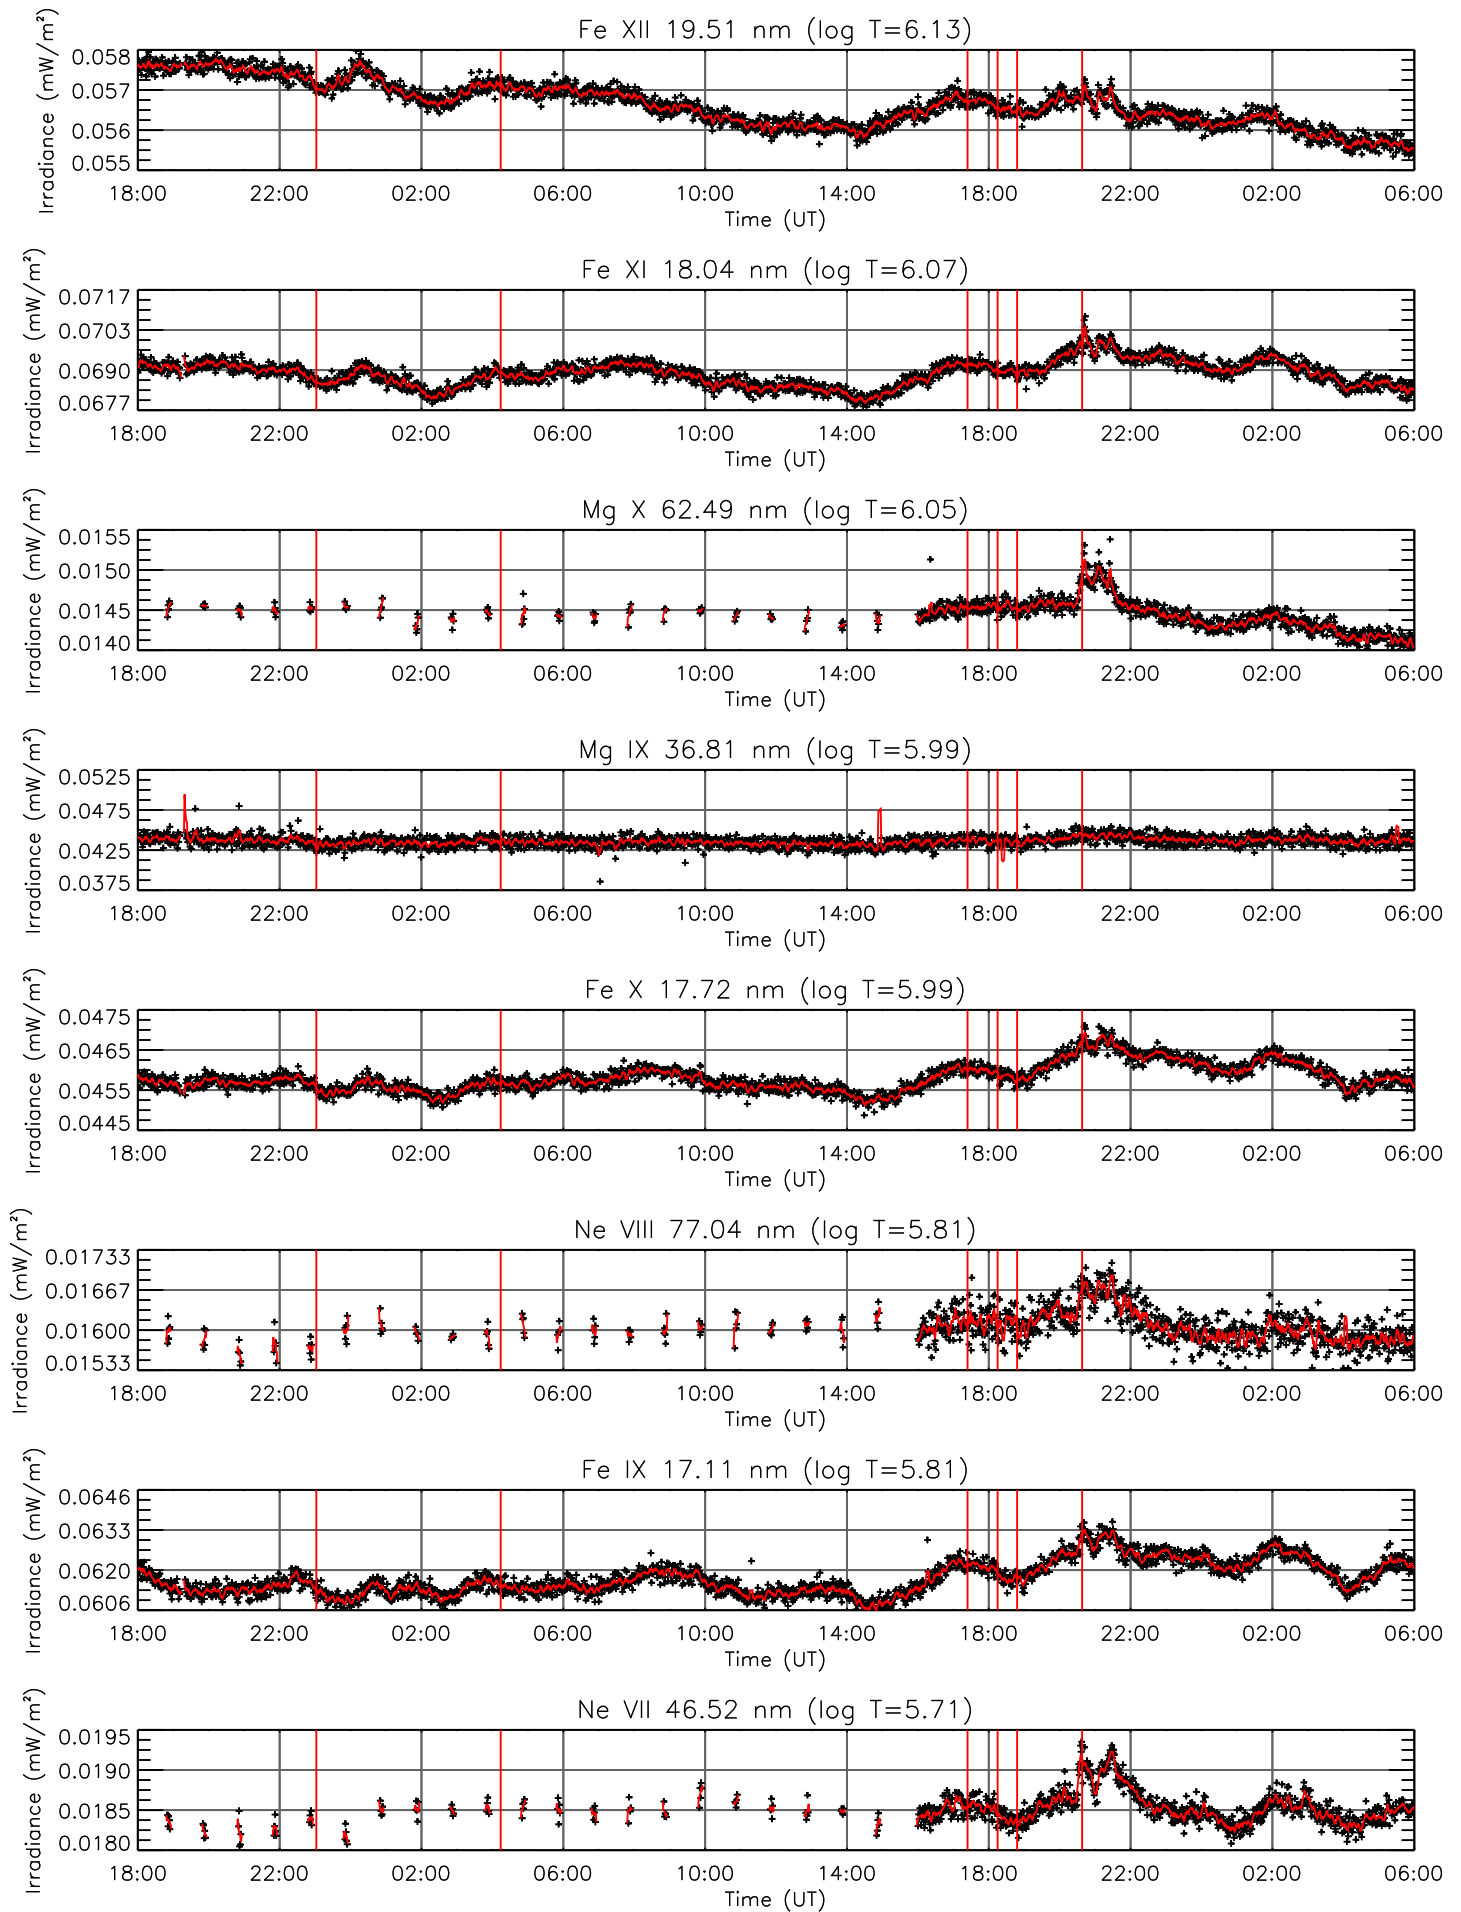 Fe XII 19.51 nm (log T=6.13)
Irradiance (mW/m²)
0.058
0.057
0.056
0.055
18:00 22:00 02:00 06:00 10:00 14:00 18:00 22:00 02:00 06:00
Time (UT)
Fe XI 18.04 nm (log T=6.07)
Irradiance (mW/m²)
0.0717
0.0703
0.0690
0.0677
18:00 22:00 02:00 06:00 10:00 14:00 18:00 22:00 02:00 06:00
Time (UT)
Mg X 62.49 nm (log T=6.05)
Irradiance (mW/m²)
0.0155
0.0150
0.0145
0.0140
18:00 22:00 02:00 06:00 10:00 14:00 18:00 22:00 02:00 06:00
Time (UT)
Mg IX 36.81 nm (log T=5.99)
Irradiance (mW/m²)
0.0525
0.0475
0.0425
0.0375
18:00 22:00 02:00 06:00 10:00 14:00 18:00 22:00 02:00 06:00
Time (UT)
Fe X 17.72 nm (log T=5.99)
Irradiance (mW/m²)
0.0475
0.0465
0.0455
0.0445
18:00 22:00 02:00 06:00 10:00 14:00 18:00 22:00 02:00 06:00
Time (UT)
Ne VIII 77.04 nm (log T=5.81)
Irradiance (mW/m²)
0.01733
0.01667
0.01600
0.01533
18:00 22:00 02:00 06:00 10:00 14:00 18:00 22:00 02:00 06:00
Time (UT)
Fe IX 17.11 nm (log T=5.81)
Irradiance (mW/m²)
0.0646
0.0633
0.0620
0.0606
18:00 22:00 02:00 06:00 10:00 14:00 18:00 22:00 02:00 06:00
Time (UT)
Ne VII 46.52 nm (log T=5.71)
Irradiance (mW/m²)
0.0195
0.0190
0.0185
0.0180
18:00 22:00 02:00 06:00 10:00 14:00 18:00 22:00 02:00 06:00
Time (UT)